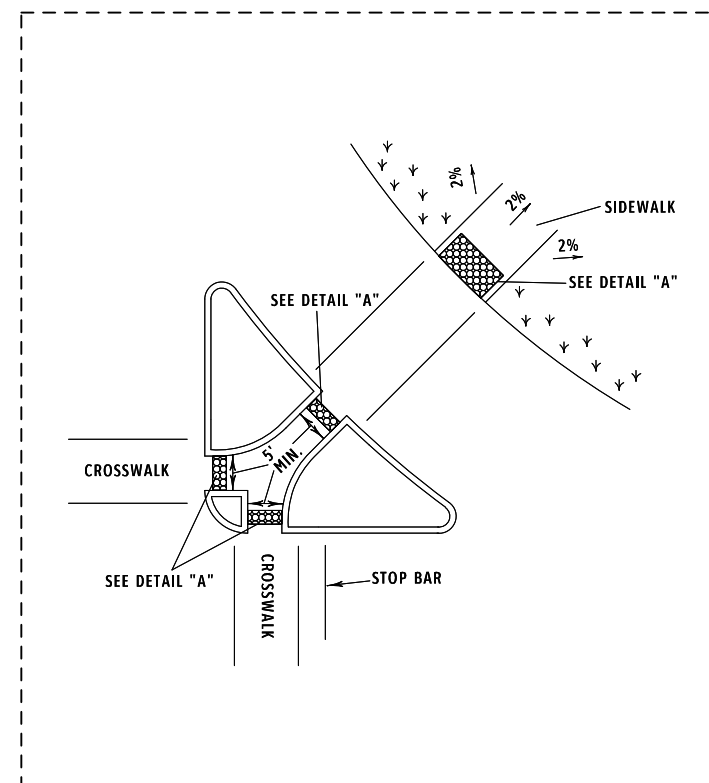 2%
2%
SIDEWALK
2%
SEE DETAIL "A"
SEE DETAIL "A"
5'
MIN.
CROSSWALK
SEE DETAIL "A"
CROSSWALK
STOP BAR